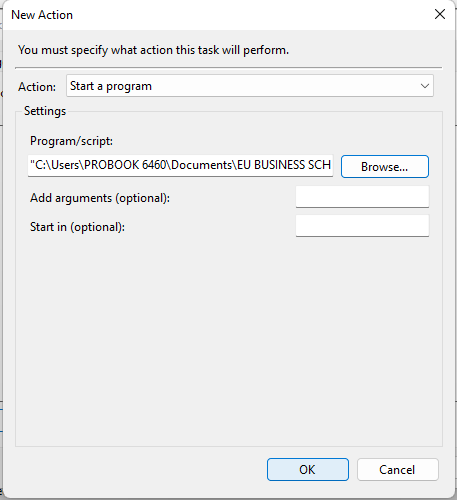 New Action
You must specify what action this task will perform.
Action: Start a program
Settings
Program/script:
"C:\Users\PROBOOK 6460\Documents\EU BUSINESS SCH
Browse...
Add arguments (optional):
Start in (optional):
OK Cancel